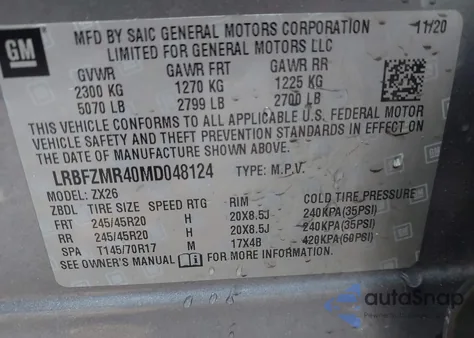 GM
MFD BY SAIC GENERAL MOTORS CORPORATION 11/20
LIMITED FOR GENERAL MOTORS LLC
GVWR GAWR FRT GAWR RR
2300 KG 1270 KG 1225 KG
5070 LB 2799 LB 2700 LB
THIS VEHICLE CONFORMS TO ALL APPLICABLE U.S. FEDERAL MOTOR
VEHICLE SAFETY AND THEFT PREVENTION STANDARDS IN EFFECT ON
THE DATE OF MANUFACTURE SHOWN ABOVE.
LRBFZMR40MD048124 TYPE: M.P.V.
MODEL: ZX26
ZBDL TIRE SIZE SPEED RTG RIM COLD TIRE PRESSURE
FRT 245/45R20 H 20X8.5J 240KPA(35PSI)
RR 245/45R20 H 20X8.5J 240KPA(35PSI)
SPA T145/70R17 M 17X4B 420KPA(60PSI)
SEE OWNER'S MANUAL FOR MORE INFORMATION.
autoSnap